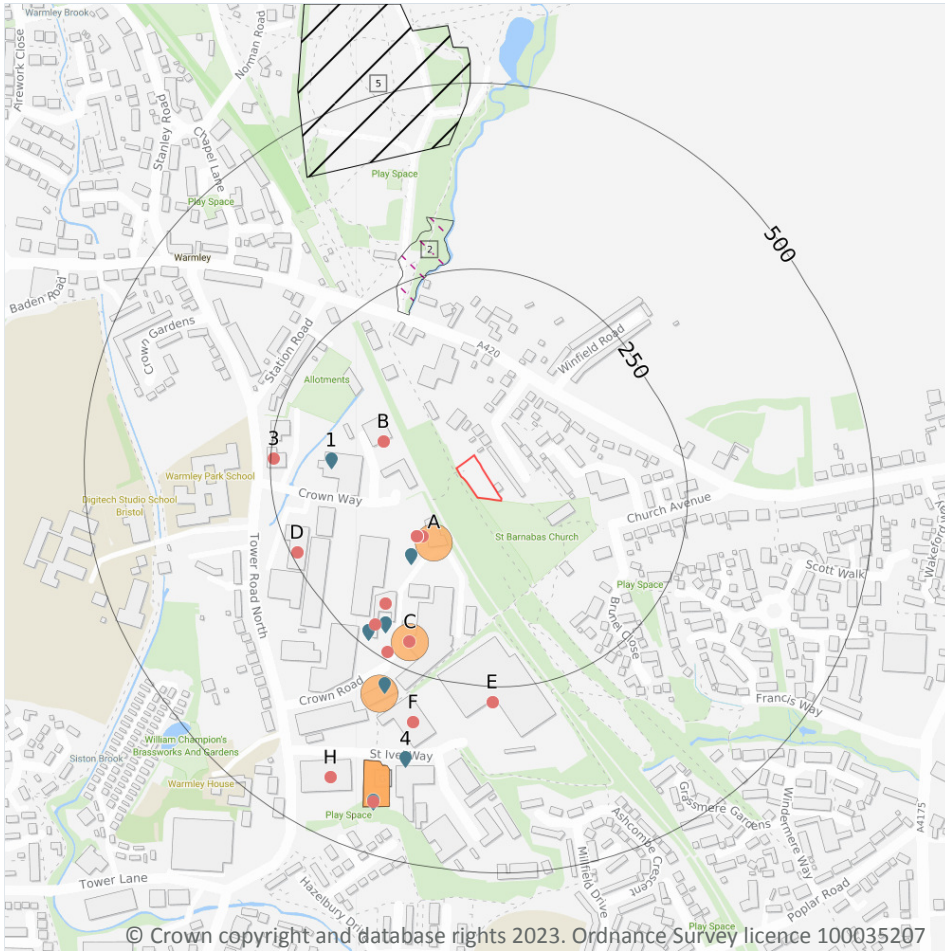 Warmley Brook
Arework Close
Norman Road
5
Stanley Road
Chapel Lane
Play Space
Play Space
500
2
Warmley
Baden Road
Crown Gardens
Station Road
A420
Winfield Road
250
Allotments
B
3
1
Warmley Park School
Digitech Studio School
Bristol
Crown Way
Church Avenue
A
St Barnabas Church
D
Tower Road North
Scott Walk
Wakeford Way
Play Space
Brunel Close
C
Crown Road
E
Francis Way
F
William Champion's
Brassworks And Gardens
4
St Ives Way
Siston Brook
H
Warmley House
Grassmere Gardens
Windermere Way
A4175
Play Space
Ashcombe Crescent
Millfield Drive
Tower Lane
Hazelbury Drive
Poplar Road
Play Space
© Crown copyright and database rights 2023. Ordnance Survey licence 100035207